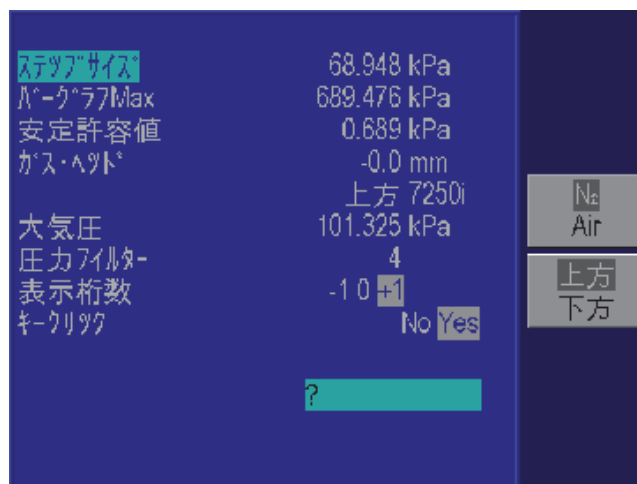 ｽﾃｯﾌﾟｻｲｽﾞ 68.948 kPa
ﾊﾞｰｸﾞﾗﾌMax 689.476 kPa
安定許容値 0.689 kPa
ｶﾞｽ・ﾍｯﾄﾞ -0.0 mm
上方 7250i
大気圧 101.325 kPa
圧力ﾌｨﾙﾀｰ 4
表示桁数 -1 0 +1
ｷｰｸﾘｯｸ No Yes
?
N₂
Air
上方
下方